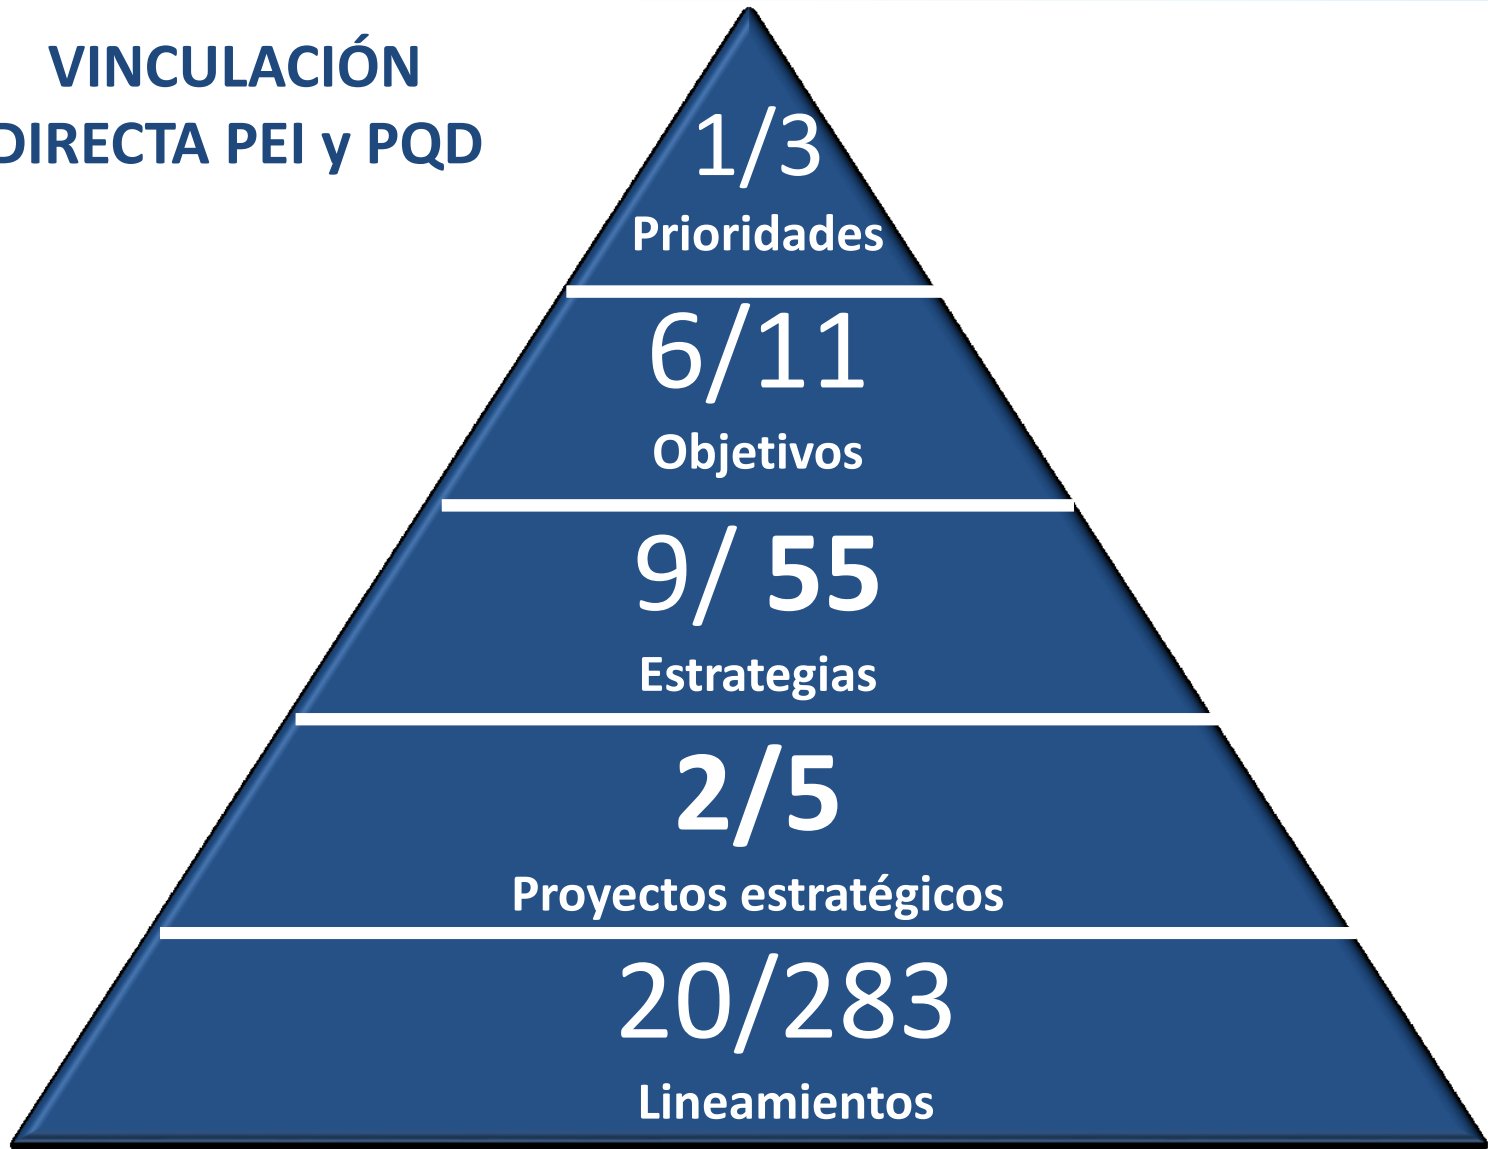 VINCULACIÓN
DIRECTA PEI y PQD
1/3
Prioridades
6/11
Objetivos
9/ 55
Estrategias
2/5
Proyectos estratégicos
20/283
Lineamientos